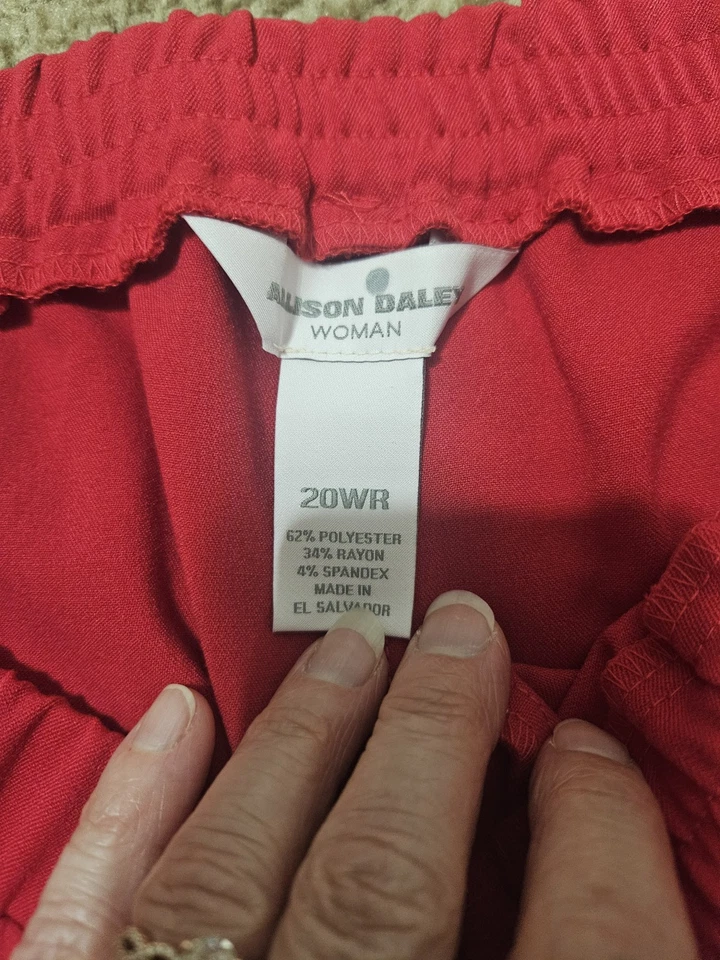 ALLISON DALEY
WOMAN
20WR
62% POLYESTER
34% RAYON
4% SPANDEX
MADE IN
EL SALVADOR